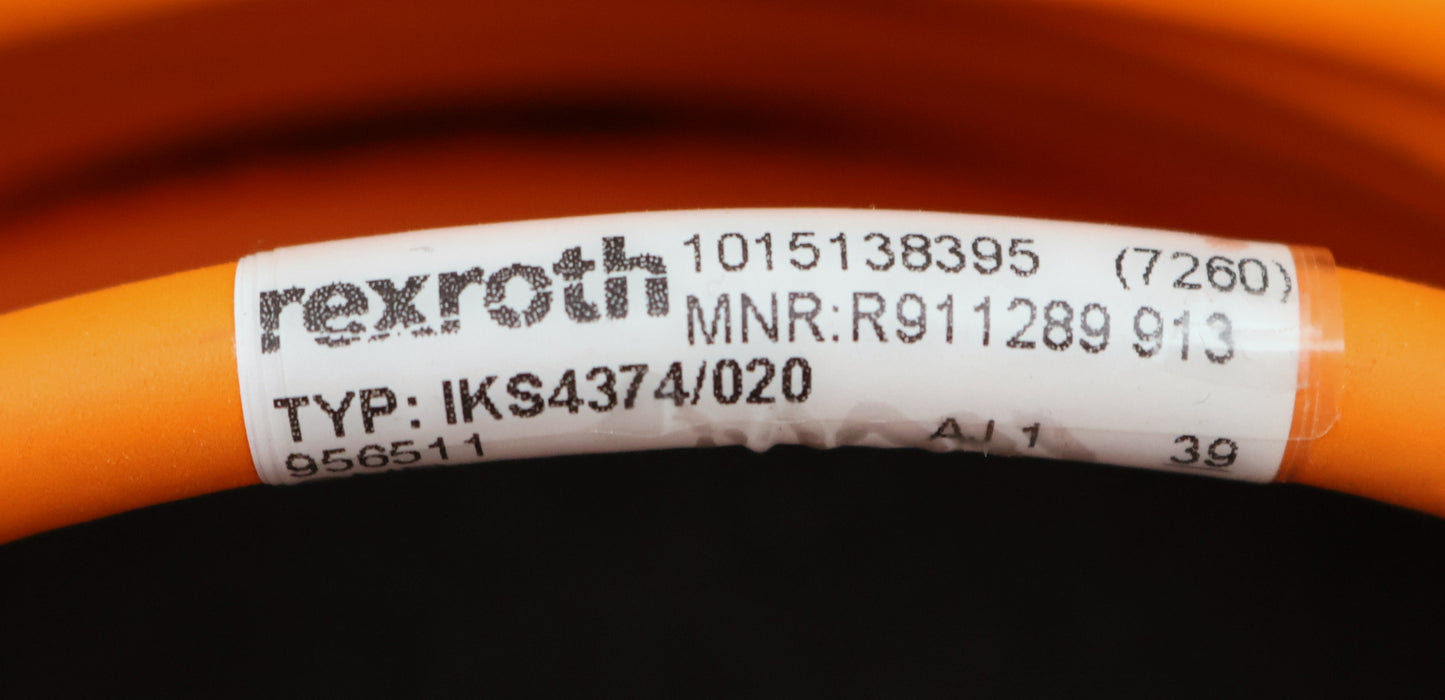 rexroth 1015138395 (7260)
MNR:R911289 913
TYP: IKS4374/020
956511 AJ 1 39